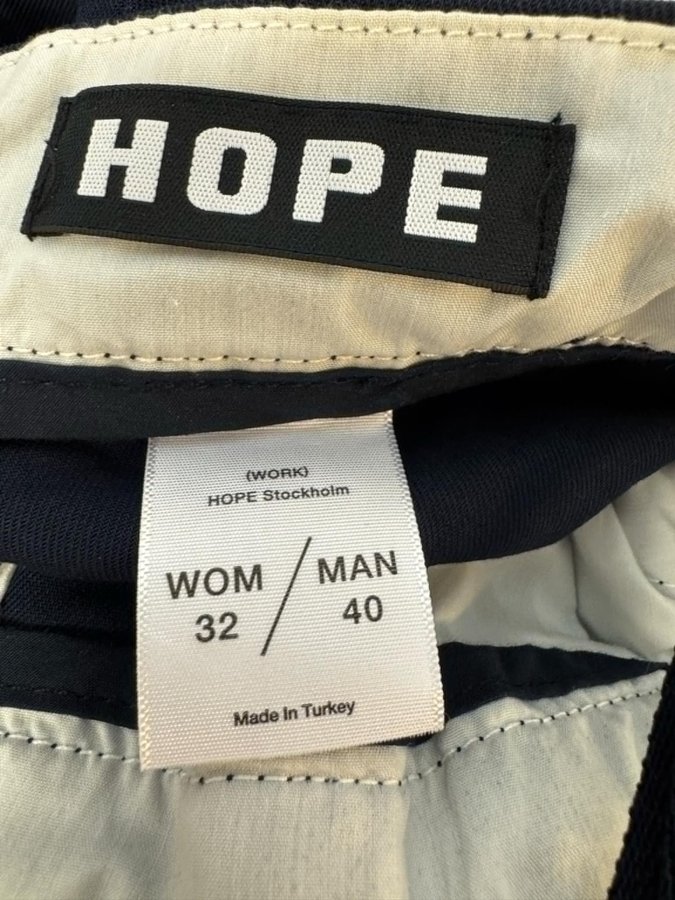 HOPE
(WORK)
HOPE Stockholm
WOM / MAN
32 / 40
Made In Turkey